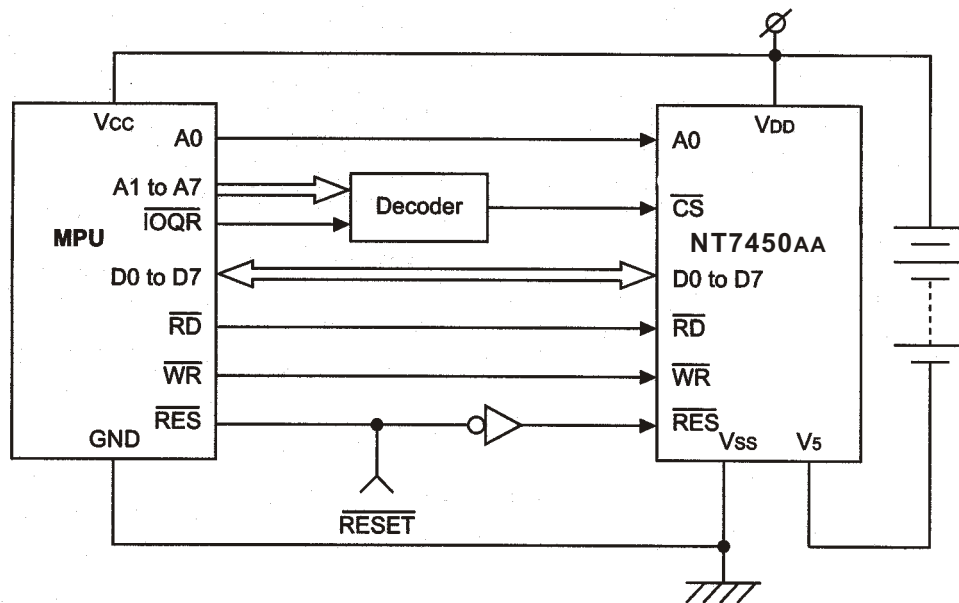 VCC
A0
A1 to A7
IOQR
MPU
D0 to D7
RD
WR
RES
GND
Decoder
RESET
VDD
A0
CS
NT7450AA
D0 to D7
RD
WR
RES
VSS
V5